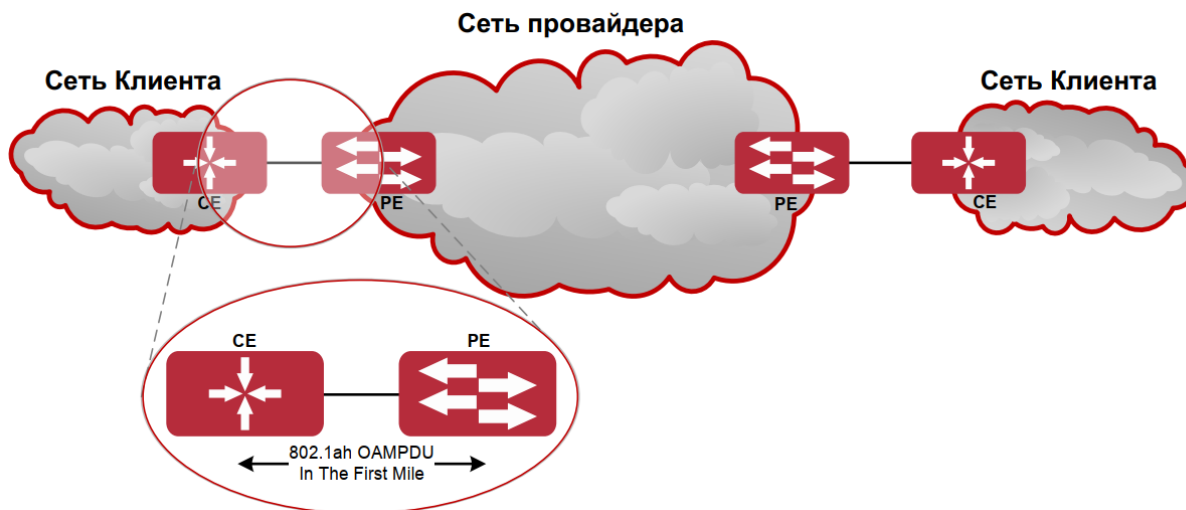 Сеть провайдера
Сеть Клиента
Сеть Клиента
CE
PE
PE
CE
CE
PE
802.1ah OAMPDU
In The First Mile